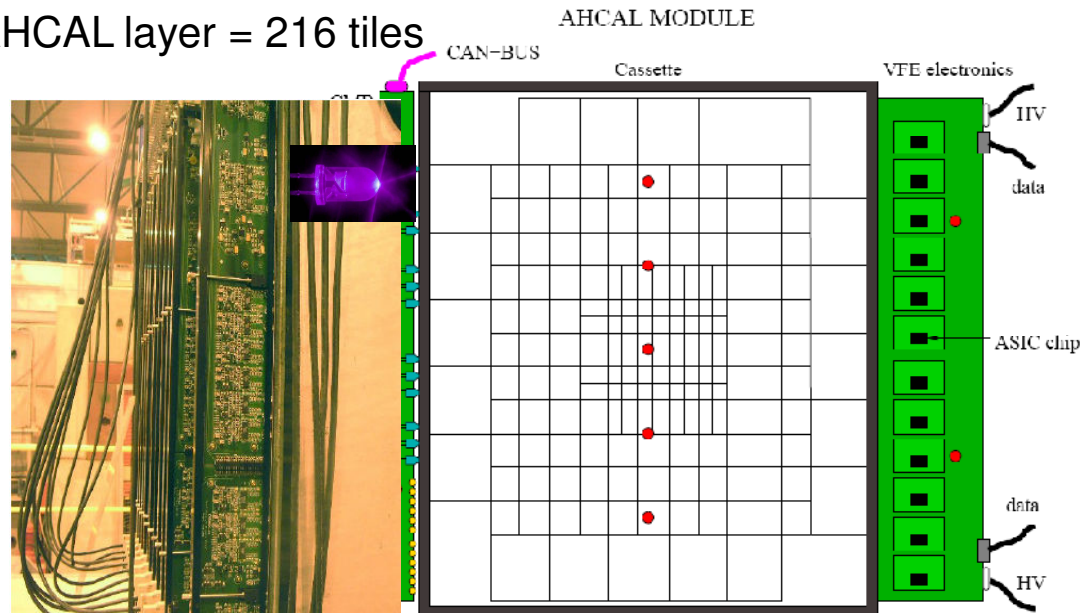 HCAL layer = 216 tiles
AHCAL MODULE
CAN-BUS
Cassette
VFE electronics
HV
data
ASIC chip
data
HV